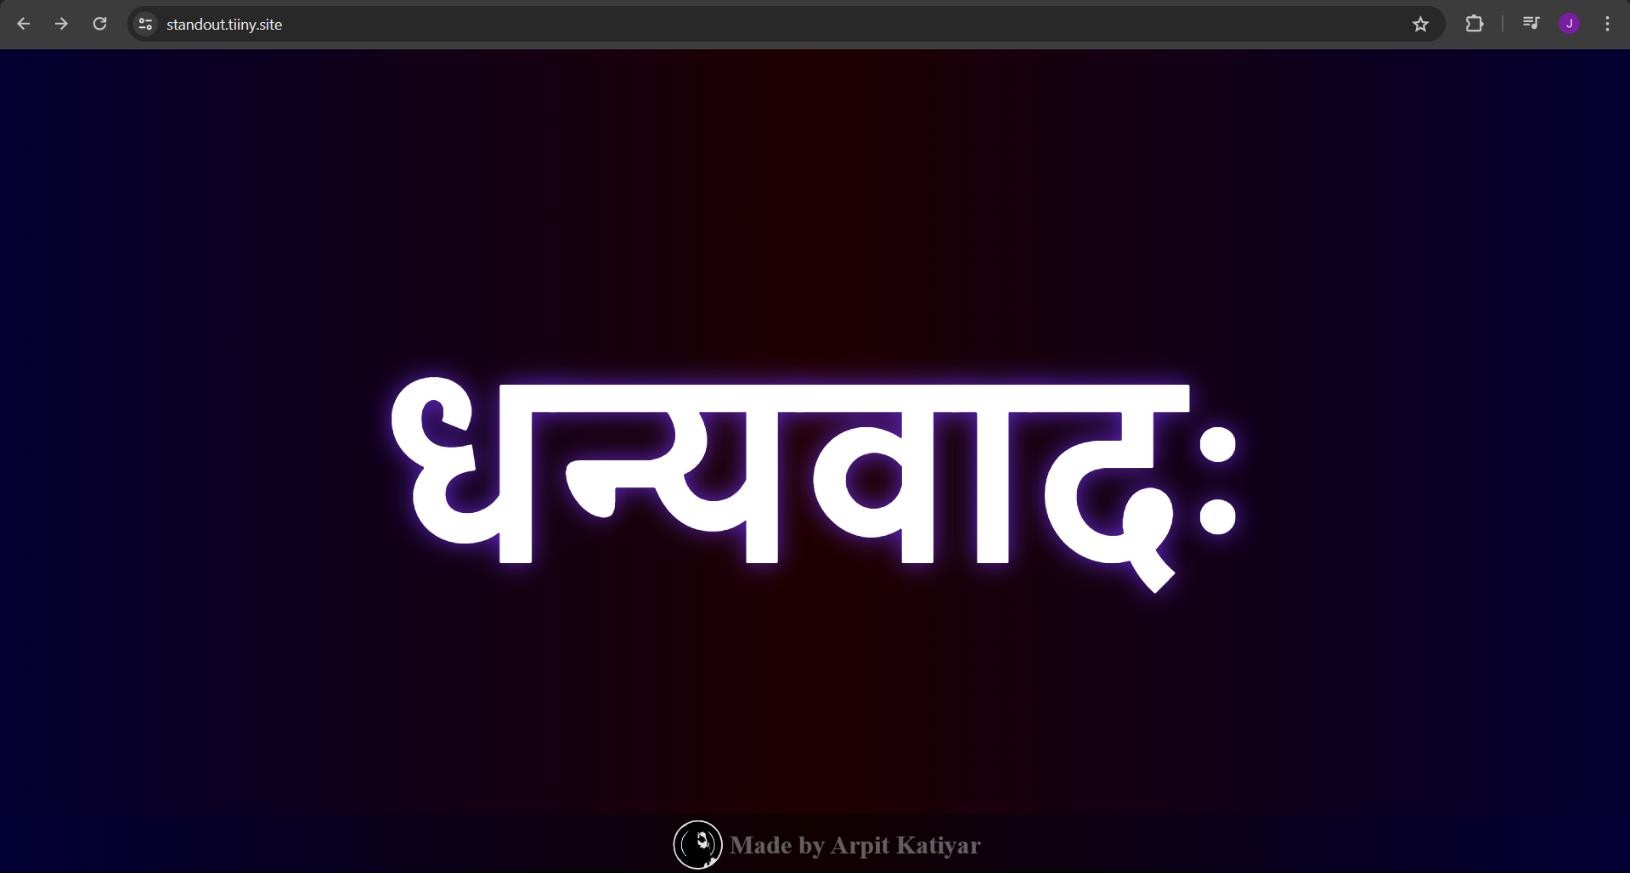 standout.tiiny.site
J
धन्यवादः
Made by Arpit Katiyar